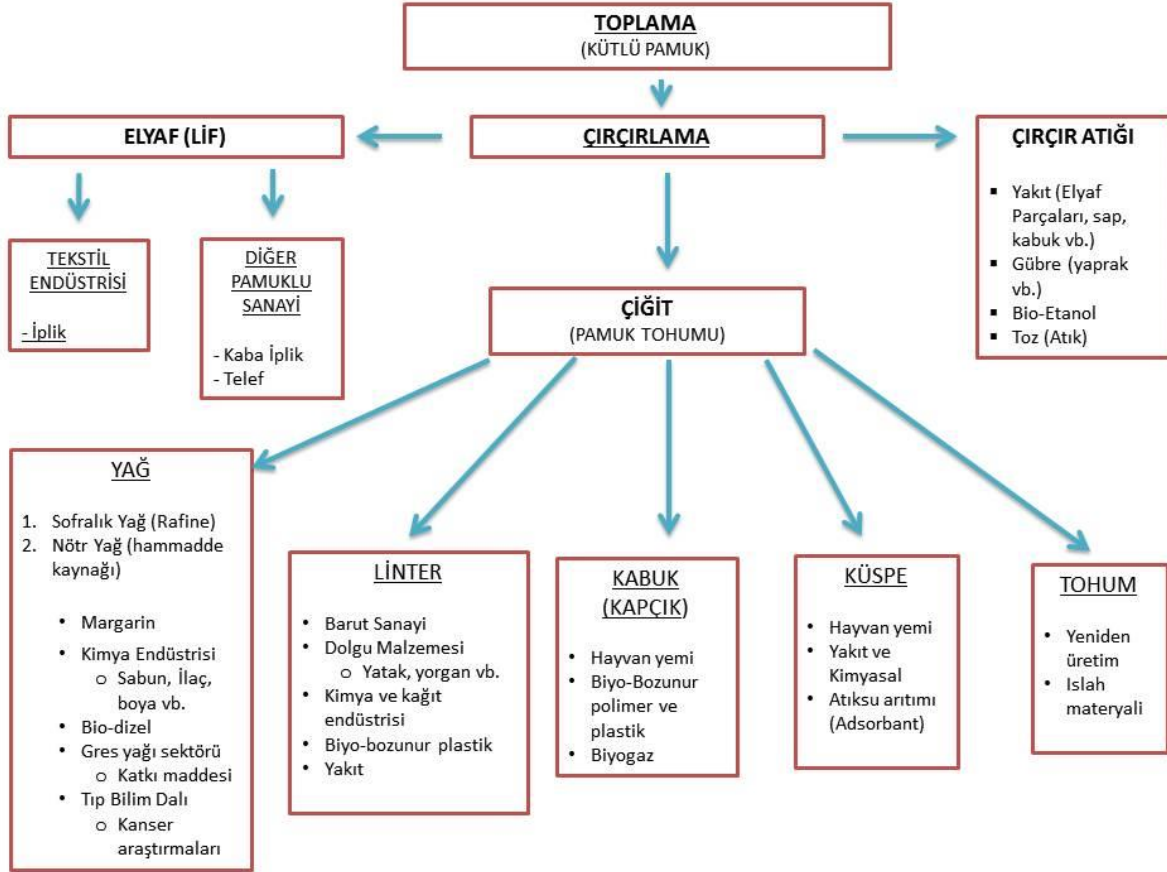 TOPLAMA
(KÜTLÜ PAMUK)
ELYAF (LİF)
ÇIRÇIRLAMA
ÇIRÇIR ATIĞI
▪ Yakıt (Elyaf
Parçaları, sap,
kabuk vb.)
▪ Gübre (yaprak
vb.)
▪ Bio-Etanol
▪ Toz (Atık)
TEKSTİL
ENDÜSTRİSİ
- İplik
DİĞER
PAMUKLU
SANAYİ
- Kaba İplik
- Telef
ÇİĞİT
(PAMUK TOHUMU)
YAĞ
1. Sofralık Yağ (Rafine)
2. Nötr Yağ (hammadde
kaynağı)
• Margarin
• Kimya Endüstrisi
o Sabun, İlaç,
boya vb.
• Bio-dizel
• Gres yağı sektörü
o Katkı maddesi
• Tıp Bilim Dalı
o Kanser
araştırmaları
LİNTER
• Barut Sanayi
• Dolgu Malzemesi
o Yatak, yorgan vb.
• Kimya ve kağıt
endüstrisi
• Biyo-bozunur plastik
• Yakıt
KABUK
(KAPÇIK)
• Hayvan yemi
• Biyo-Bozunur
polimer ve
plastik
• Biyogaz
KÜSPE
• Hayvan yemi
• Yakıt ve
Kimyasal
• Atıksu arıtımı
(Adsorbant)
TOHUM
• Yeniden
üretim
• Islah
materyali